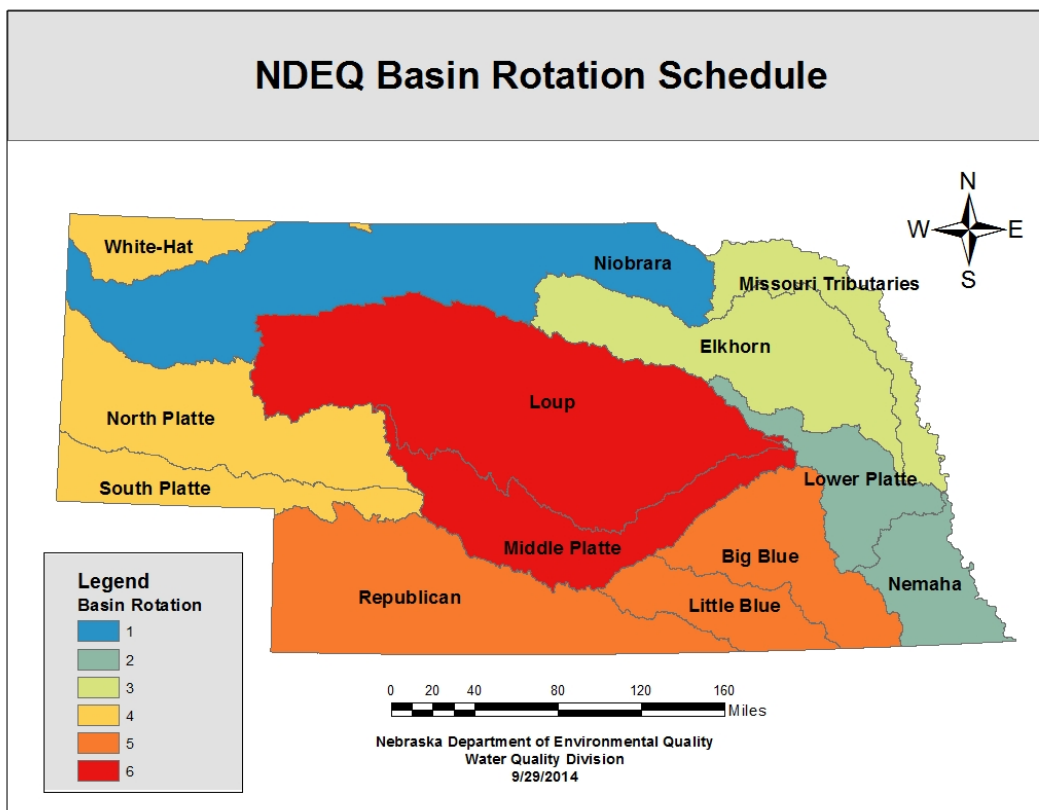 NDEQ Basin Rotation Schedule
N
W E
S
White-Hat
Niobrara
Missouri Tributaries
Elkhorn
Loup
North Platte
Lower Platte
South Platte
Middle Platte
Big Blue
Nemaha
Republican
Little Blue
Legend
Basin Rotation
1
2
3
4
5
6
0 20 40 80 120 160
Miles
Nebraska Department of Environmental Quality
Water Quality Division
9/29/2014